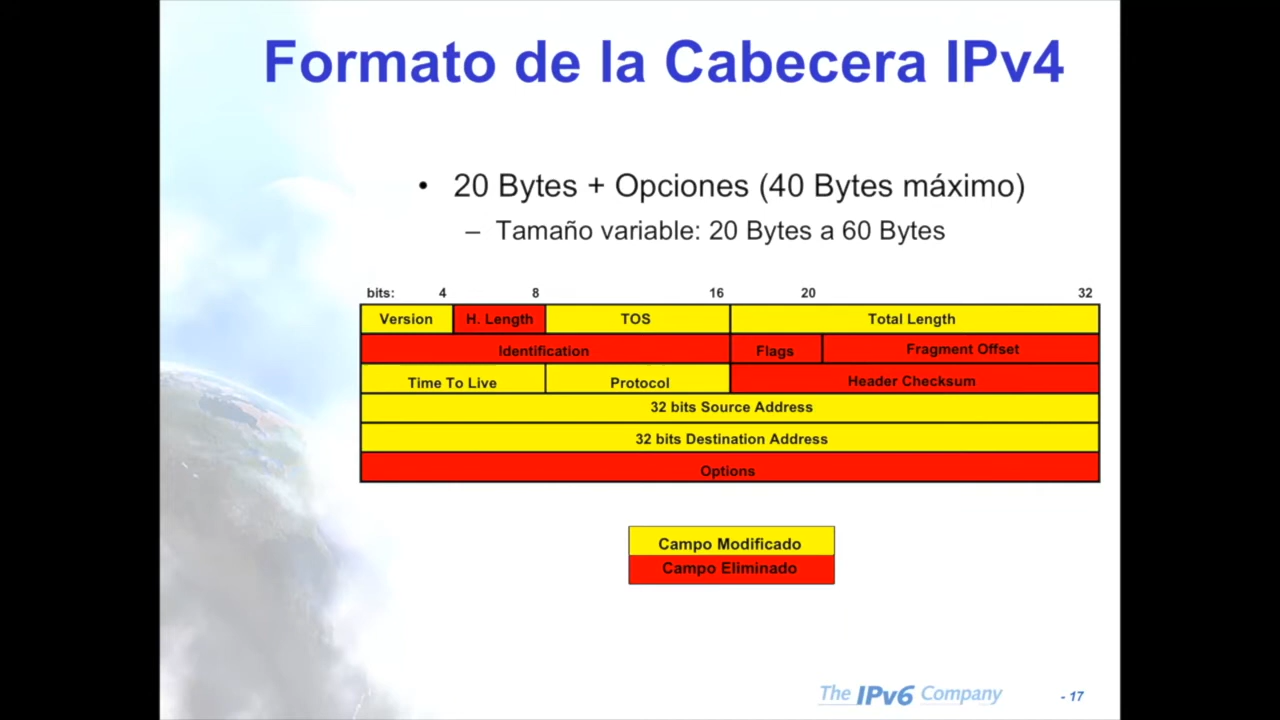 Formato de la Cabecera IPv4
• 20 Bytes + Opciones (40 Bytes máximo)
– Tamaño variable: 20 Bytes a 60 Bytes
bits: 4 8 16 20 32
Version H. Length TOS Total Length
Identification Flags Fragment Offset
Time To Live Protocol Header Checksum
32 bits Source Address
32 bits Destination Address
Options
Campo Modificado
Campo Eliminado
The IPv6 Company - 17